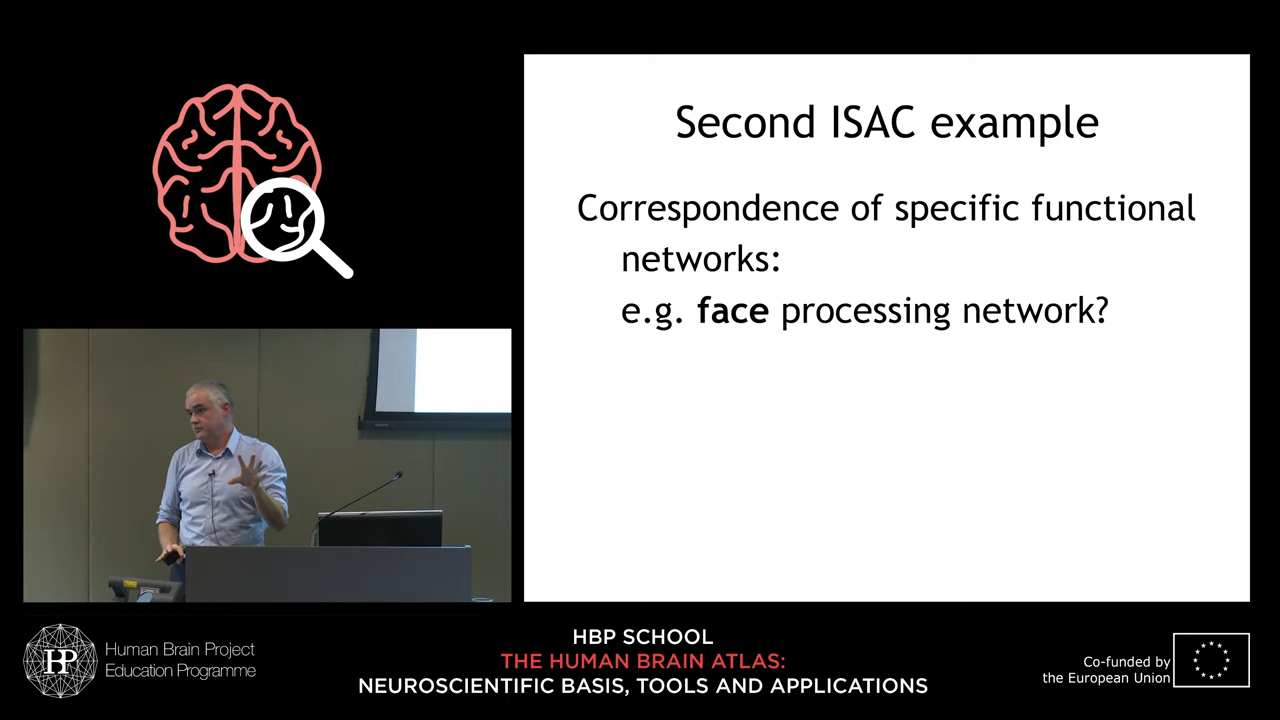 Second ISAC example
Correspondence of specific functional
networks:
e.g. face processing network?
HP
Human Brain Project
Education Programme
HBP SCHOOL
THE HUMAN BRAIN ATLAS:
NEUROSCIENTIFIC BASIS, TOOLS AND APPLICATIONS
Co-funded by
the European Union